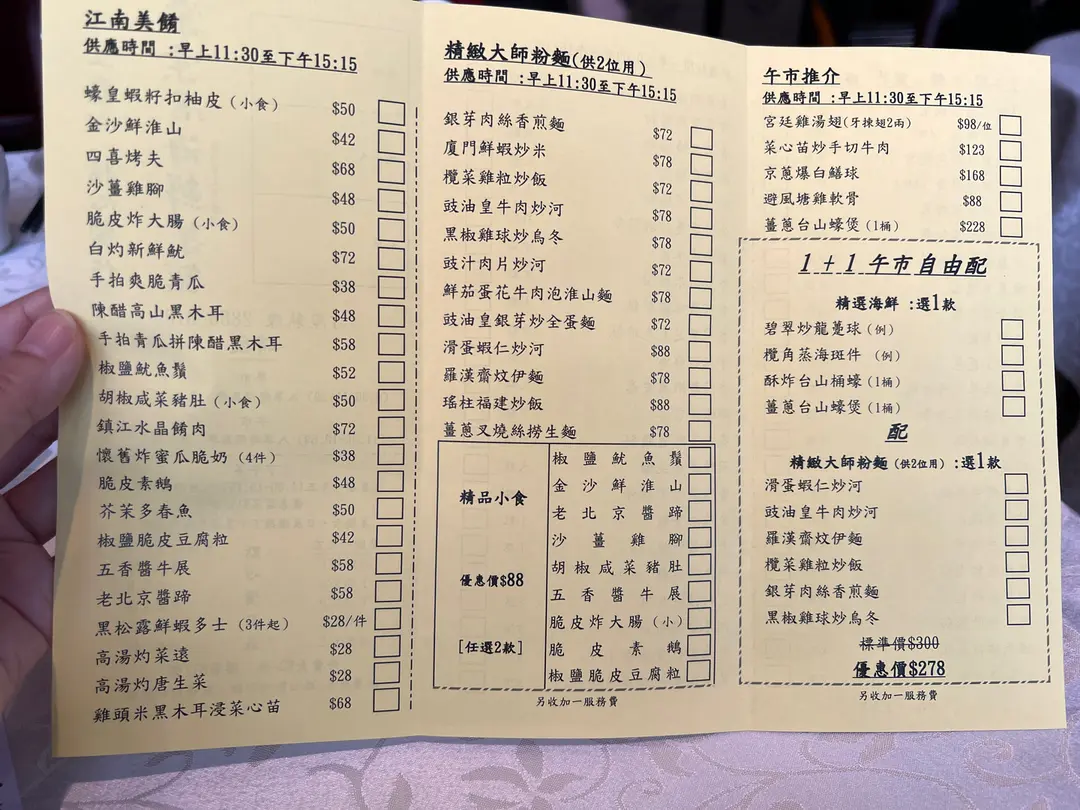 江南美餚
供應時間 :早上11:30至下午15:15
蠔皇蝦籽扣柚皮（小食） $50
金沙鮮淮山 $42
四喜烤夫 $68
沙薑雞腳 $48
脆皮炸大腸（小食） $50
白灼新鮮魷 $72
手拍爽脆青瓜 $38
陳醋高山黑木耳 $48
手拍青瓜拼陳醋黑木耳 $58
椒鹽魷魚鬚 $52
胡椒咸菜豬肚（小食） $50
鎮江水晶餚肉 $72
懷舊炸蜜瓜脆奶（4件） $38
脆皮素鵝 $48
芥茉多春魚 $50
椒鹽脆皮豆腐粒 $42
五香醬牛展 $58
老北京醬蹄 $58
黑松露鮮蝦多士（3件起） $28/件
高湯灼菜遠 $28
高湯灼唐生菜 $28
雞頭米黑木耳浸菜心苗 $68
精緻大師粉麵(供2位用)
供應時間 :早上11:30至下午15:15
銀芽肉絲香煎麵 $72
廈門鮮蝦炒米 $78
欖菜雞粒炒飯 $72
豉油皇牛肉炒河 $78
黑椒雞球炒烏冬 $78
豉汁肉片炒河 $72
鮮茄蛋花牛肉泡淮山麵 $78
豉油皇銀芽炒全蛋麵 $72
滑蛋蝦仁炒河 $88
羅漢齋炆伊麵 $78
瑤柱福建炒飯 $88
薑蔥叉燒絲撈生麵 $78
精品小食
優惠價$88
[任選2款]
椒鹽魷魚鬚
金沙鮮淮山
老北京醬蹄
沙薑雞腳
胡椒咸菜豬肚
五香醬牛展
脆皮炸大腸（小）
脆皮素鵝
椒鹽脆皮豆腐粒
另收加一服務費
午市推介
供應時間 :早上11:30至下午15:15
宮廷雞湯翅(牙揀翅2兩) $98/位
菜心苗炒手切牛肉 $123
京蔥爆白鱔球 $168
避風塘雞軟骨 $88
薑蔥台山蠔煲（1桶） $228
1+1午市自由配
精選海鮮 :選1款
碧翠炒龍躉球（例）
欖角蒸海斑件 （例）
酥炸台山桶蠔（1桶）
薑蔥台山蠔煲（1桶）
配
精緻大師粉麵（供2位用） :選1款
滑蛋蝦仁炒河
豉油皇牛肉炒河
羅漢齋炆伊麵
欖菜雞粒炒飯
銀芽肉絲香煎麵
黑椒雞球炒烏冬
標準價$300
優惠價$278
另收加一服務費